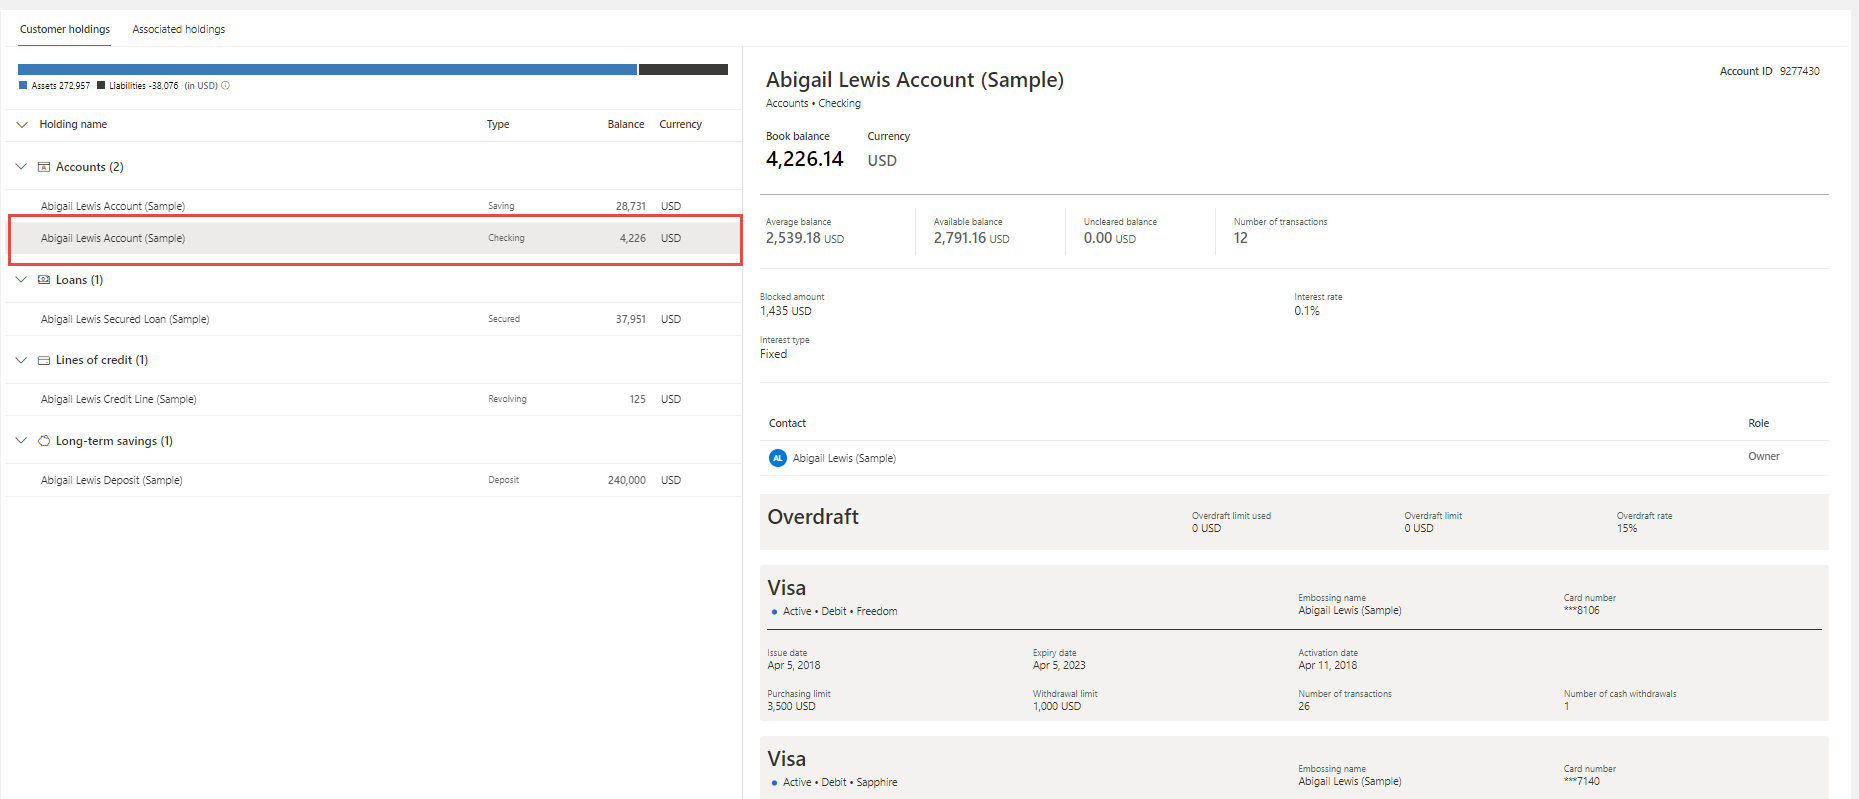 Customer holdings Associated holdings
Assets 272,957 Liabilities -38,076 (in USD)
Holding name Type Balance Currency
Accounts (2)
Abigail Lewis Account (Sample) Saving 28,731 USD
Abigail Lewis Account (Sample) Checking 4,226 USD
Loans (1)
Abigail Lewis Secured Loan (Sample) Secured 37,951 USD
Lines of credit (1)
Abigail Lewis Credit Line (Sample) Revolving 125 USD
Long-term savings (1)
Abigail Lewis Deposit (Sample) Deposit 240,000 USD
Abigail Lewis Account (Sample) Account ID 9277430
Accounts • Checking
Book balance Currency
4,226.14 USD
Average balance Available balance Uncleared balance Number of transactions
2,539.18 USD 2,791.16 USD 0.00 USD 12
Blocked amount Interest rate
1,435 USD 0.1%
Interest type
Fixed
Contact Role
AL Abigail Lewis (Sample) Owner
Overdraft Overdraft limit used Overdraft limit Overdraft rate
0 USD 0 USD 15%
Visa
Embossing name Card number
• Active • Debit • Freedom Abigail Lewis (Sample) ***8106
Issue date Expiry date Activation date
Apr 5, 2018 Apr 5, 2023 Apr 11, 2018
Purchasing limit Withdrawal limit Number of transactions Number of cash withdrawals
3,500 USD 1,000 USD 26 1
Visa
Embossing name Card number
• Active • Debit • Sapphire Abigail Lewis (Sample) ***7140